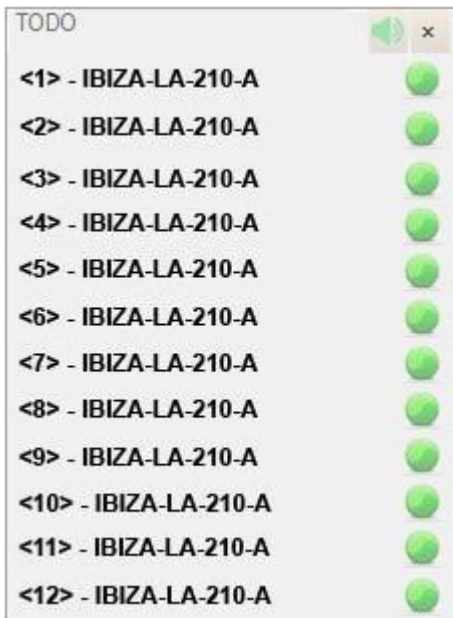 TODO
<1> - IBIZA-LA-210-A
<2> - IBIZA-LA-210-A
<3> - IBIZA-LA-210-A
<4> - IBIZA-LA-210-A
<5> - IBIZA-LA-210-A
<6> - IBIZA-LA-210-A
<7> - IBIZA-LA-210-A
<8> - IBIZA-LA-210-A
<9> - IBIZA-LA-210-A
<10> - IBIZA-LA-210-A
<11> - IBIZA-LA-210-A
<12> - IBIZA-LA-210-A